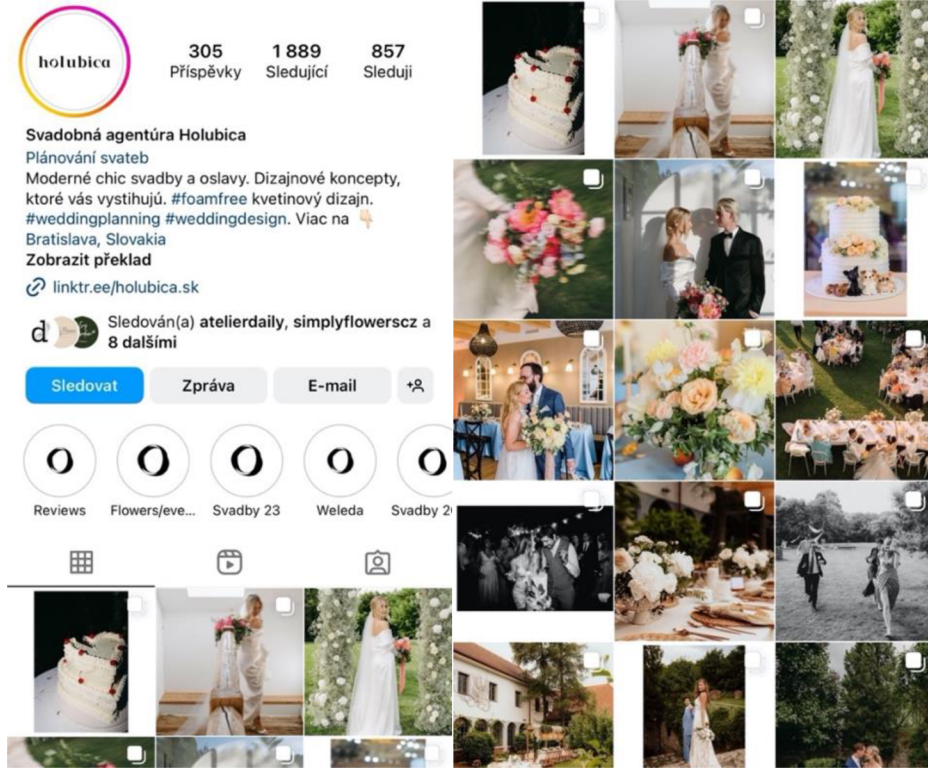 holubica
305
Příspěvky
1 889
Sledující
857
Sleduji
Svadobná agentúra Holubica
Plánování svateb
Moderné chic svadby a oslavy. Dizajnové koncepty,
ktoré vás vystihujú. #foamfree kvetinový dizajn.
#weddingplanning #weddingdesign. Viac na 👇🏻
Bratislava, Slovakia
Zobrazit překlad
linktr.ee/holubica.sk
Sledován(a) atelierdaily, simplyflowerscz a
8 dalšími
Sledovat
Zpráva
E-mail
Reviews
Flowers/eve...
Svadby 23
Weleda